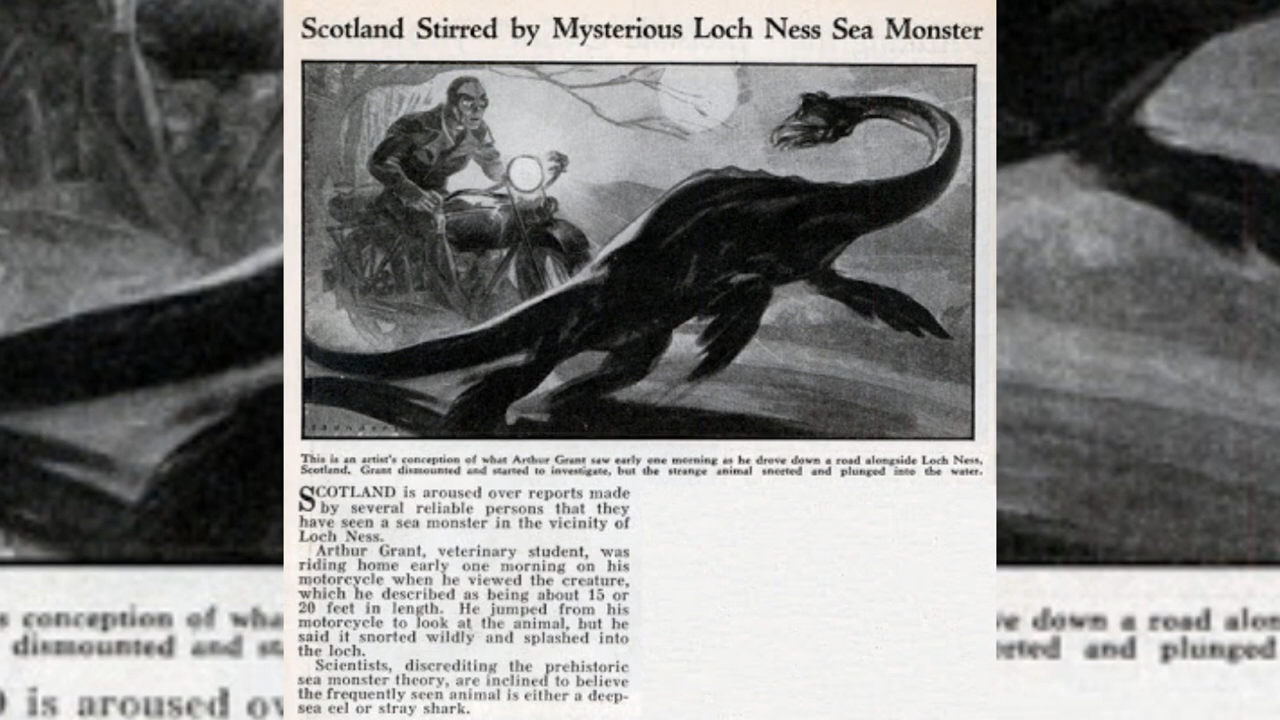 Scotland Stirred by Mysterious Loch Ness Sea Monster
This is an artist's conception of what Arthur Grant saw early one morning as he drove down a road alongside Loch Ness,
Scotland. Grant dismounted and started to investigate, but the strange animal snorted and plunged into the water.
SCOTLAND is aroused over reports made
by several reliable persons that they
have seen a sea monster in the vicinity of
Loch Ness.
Arthur Grant, veterinary student, was
riding home early one morning on his
motorcycle when he viewed the creature,
which he described as being about 15 or
20 feet in length. He jumped from his
motorcycle to look at the animal, but he
said it snorted wildly and splashed into
the loch.
Scientists, discrediting the prehistoric
sea monster theory, are inclined to believe
the frequently seen animal is either a deep-
sea eel or stray shark.
s conception of wha
dismounted and
is aroused ov
ve down a road alon
and plunged